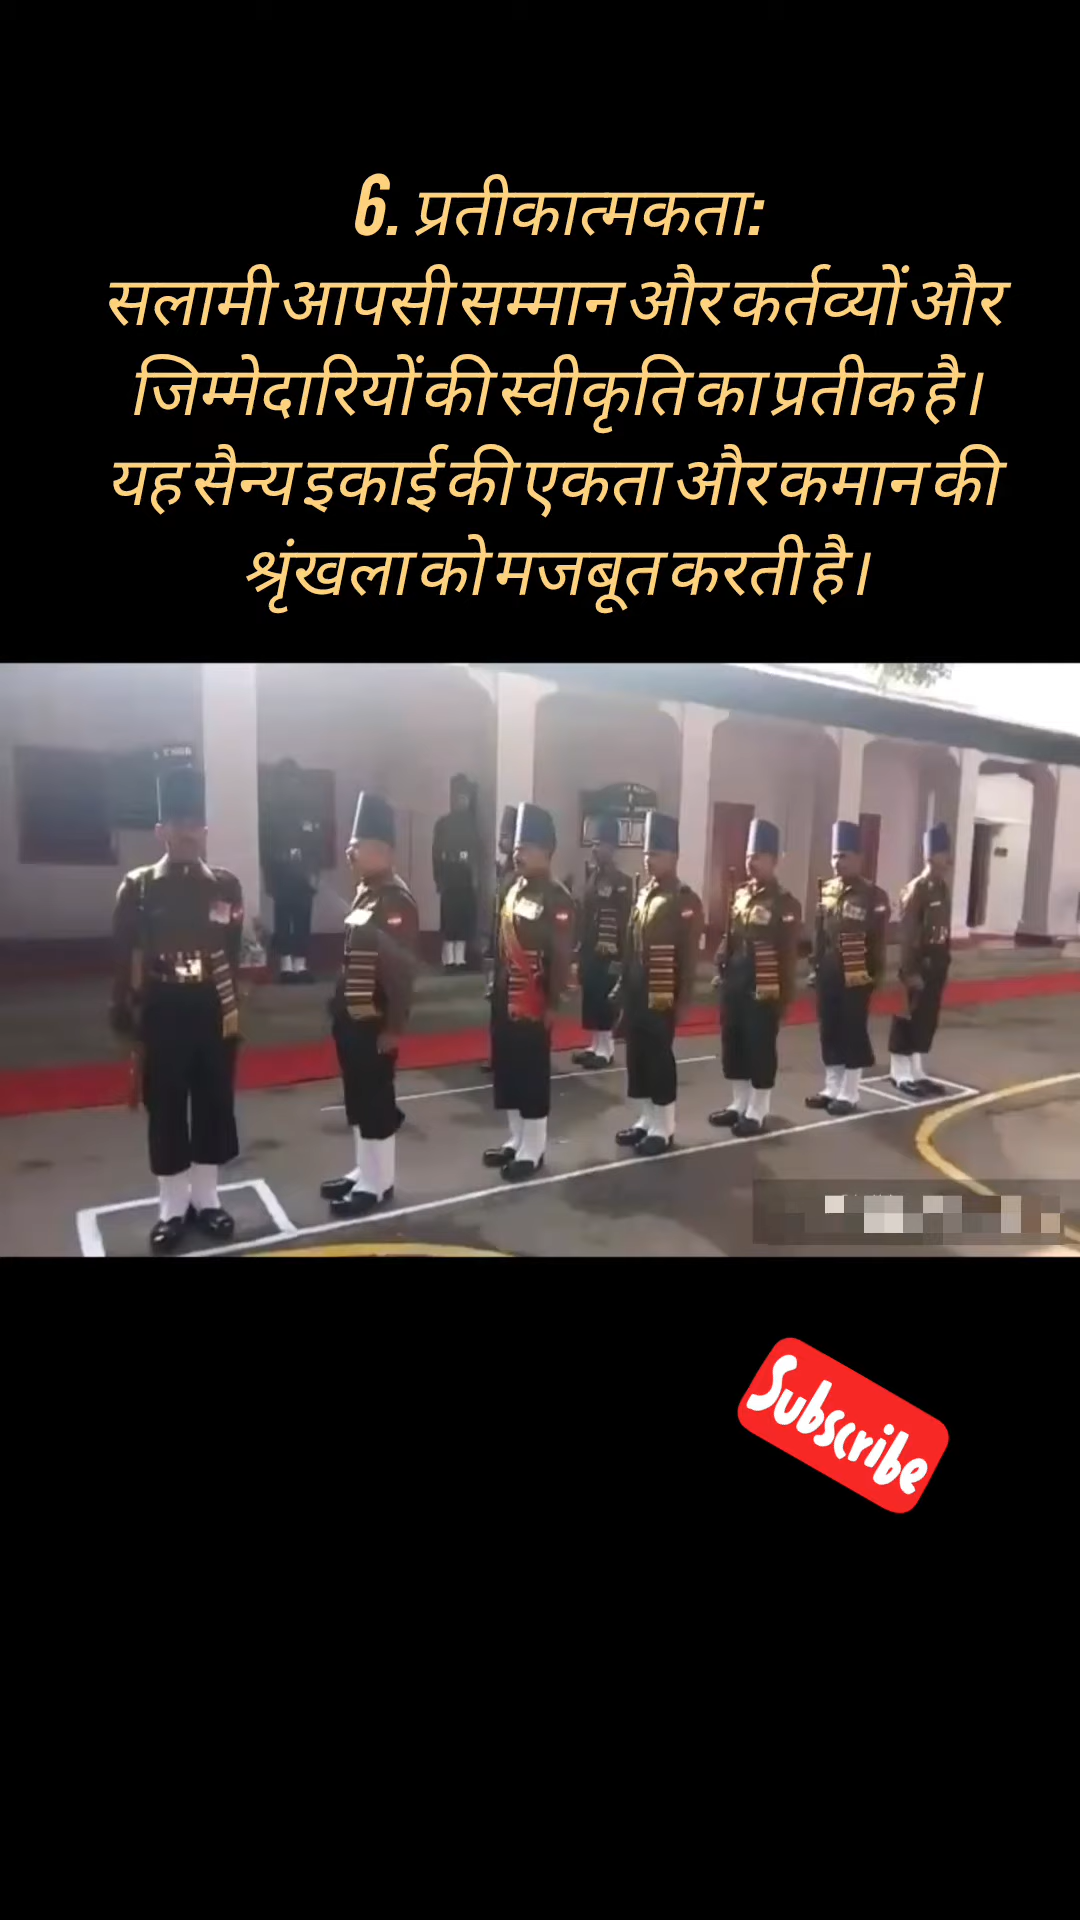 6. प्रतीकात्मकता:
सलामी आपसी सम्मान और कर्तव्यों और
जिम्मेदारियों की स्वीकृति का प्रतीक है।
यह सैन्य इकाई की एकता और कमान की
श्रृंखला को मजबूत करती है।
Subscribe